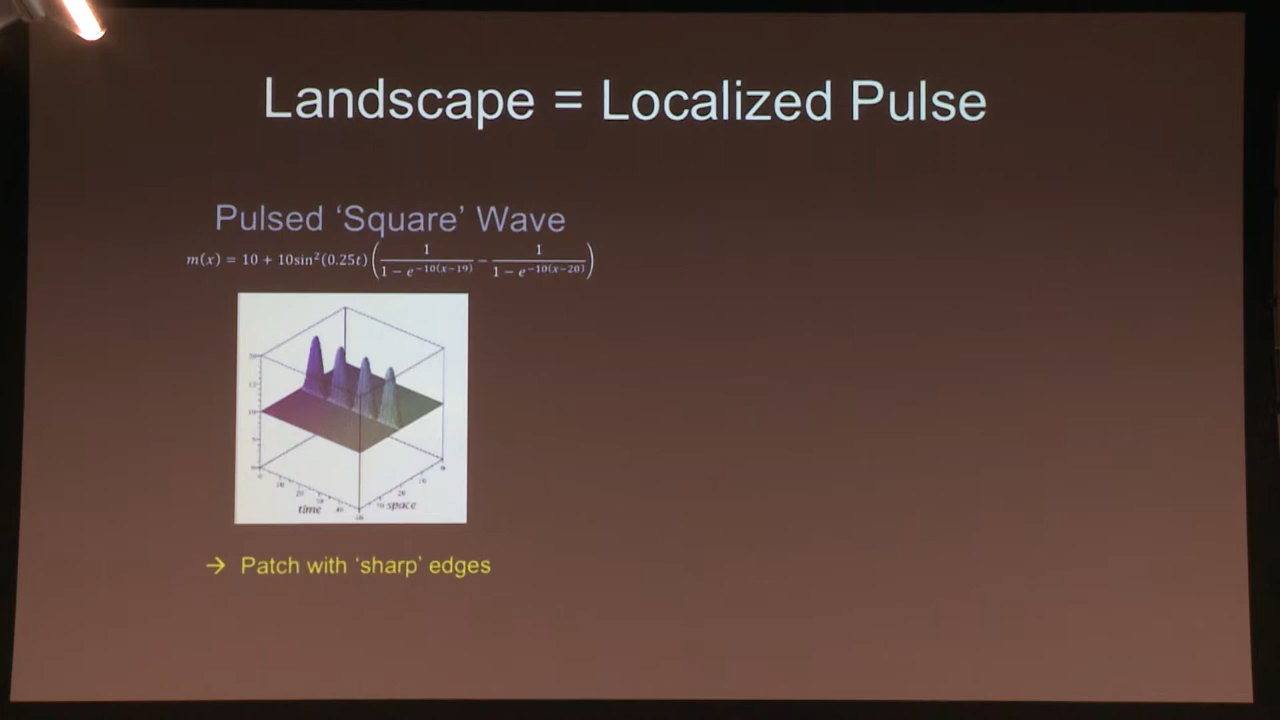 Landscape = Localized Pulse
Pulsed ‘Square’ Wave
m(x) = 10 + 10sin²(0.25t) (1 / (1 − e^−10(x−19)) − 1 / (1 − e^−10(x−20)))
time
space
→ Patch with ‘sharp’ edges